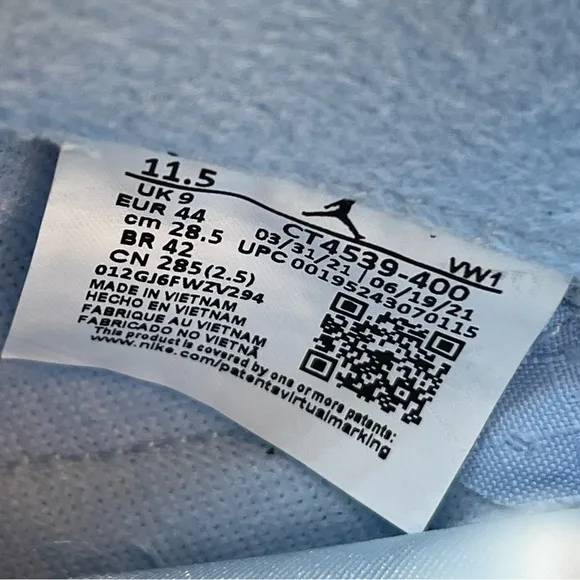 11.5
UK 9
EUR 44
cm 28.5
BR 42
CN 285(2.5)
012GJ6FWZV294
MADE IN VIETNAM
HECHO EN VIETNAM
FABRIQUE AU VIETNAM
FABRICADO NO VIETNÃ
This product is covered by one or more patents:
www.nike.com/patentsvirtualmarking
CT4539-400
VW1
03/31/21 | 06/19/21
UPC 00195243070115